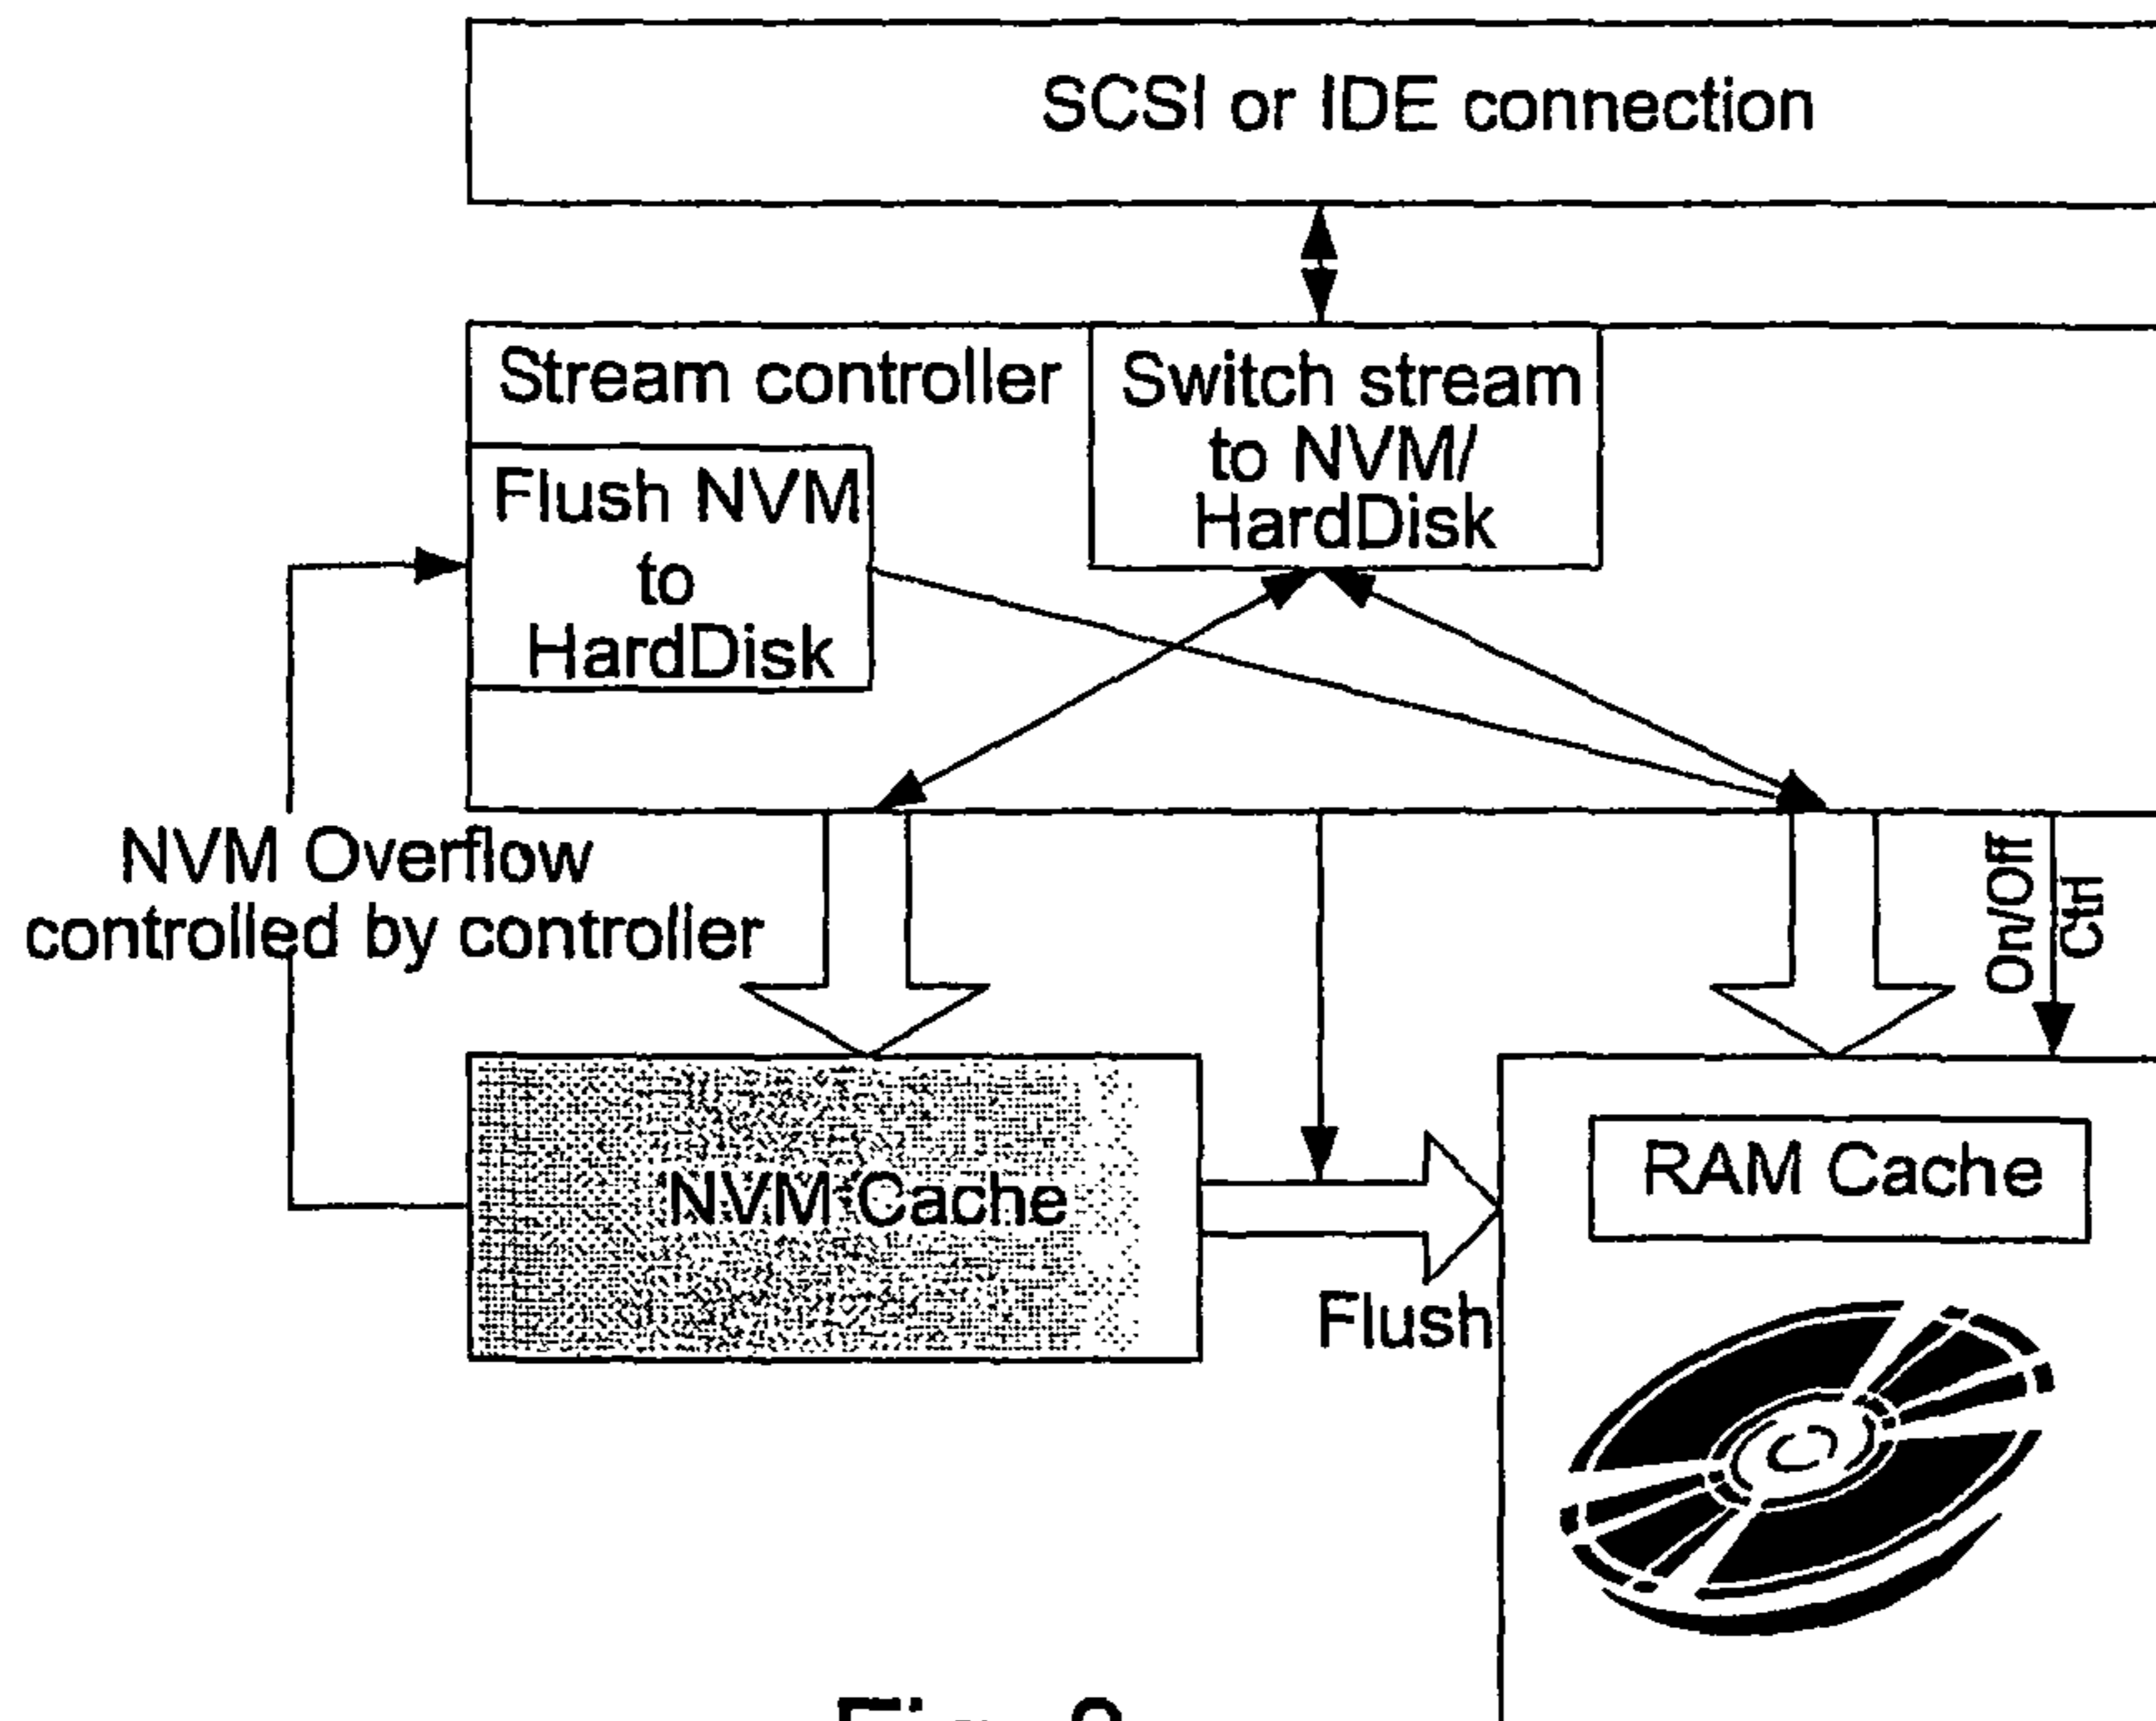 SCSI or IDE connection
Stream controller
Switch stream
to NVM/
HardDisk
Flush NVM
to
HardDisk
NVM Overflow
controlled by controller
On/Off
Ctrl
NVM Cache
RAM Cache
Flush